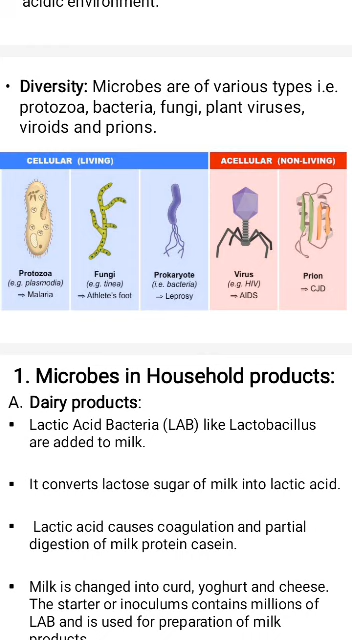 acidic environment.
• Diversity: Microbes are of various types i.e.
protozoa, bacteria, fungi, plant viruses,
viroids and prions.
CELLULAR (LIVING)
ACELLULAR (NON-LIVING)
Protozoa
(e.g. plasmodia)
⇒ Malaria
Fungi
(e.g. tinea)
⇒ Athlete's foot
Prokaryote
(i.e. bacteria)
⇒ Leprosy
Virus
(e.g. HIV)
⇒ AIDS
Prion
⇒ CJD
1. Microbes in Household products:
A. Dairy products:
▪ Lactic Acid Bacteria (LAB) like Lactobacillus
are added to milk.
▪ It converts lactose sugar of milk into lactic acid.
▪ Lactic acid causes coagulation and partial
digestion of milk protein casein.
▪ Milk is changed into curd, yoghurt and cheese.
The starter or inoculums contains millions of
LAB and is used for preparation of milk
products